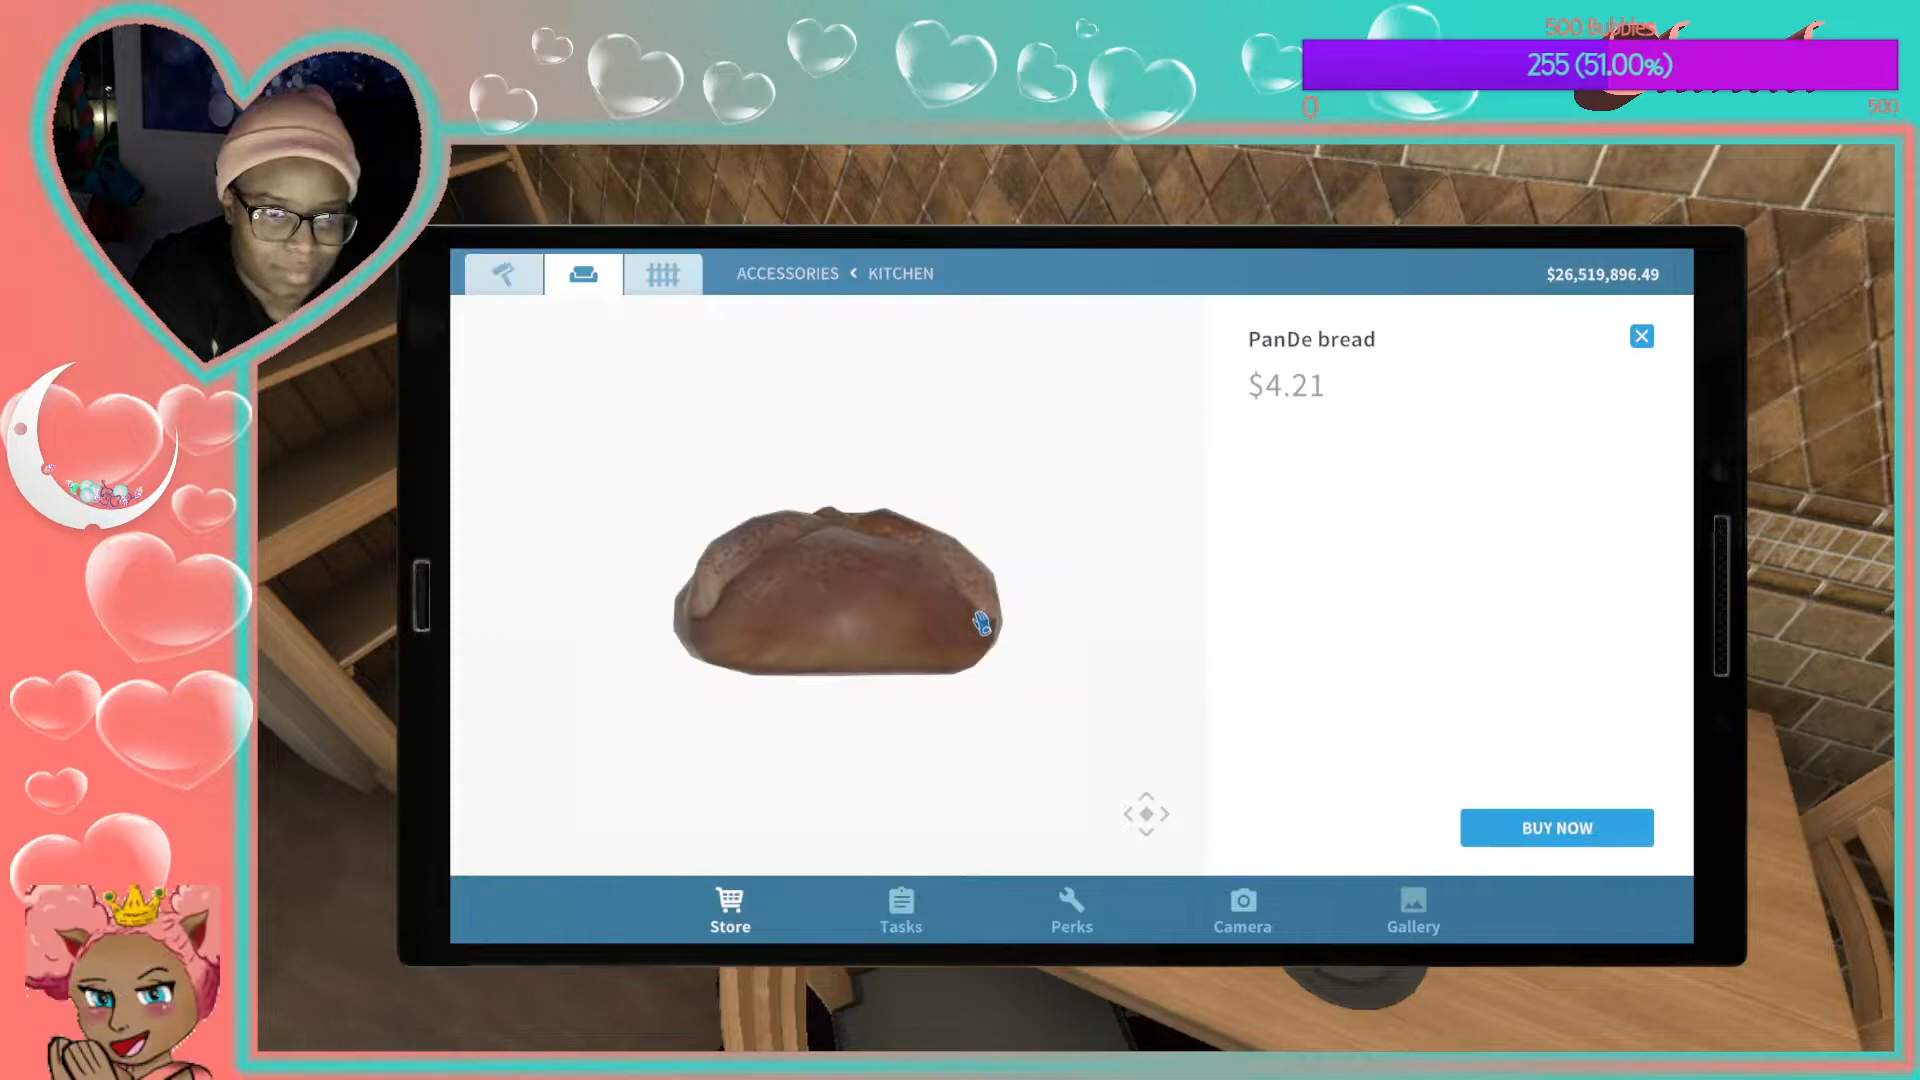 500 Bubbles
255 (51.00%)
0
500
ACCESSORIES
KITCHEN
$26,519,896.49
PanDe bread
$4.21
BUY NOW
Store
Tasks
Perks
Camera
Gallery